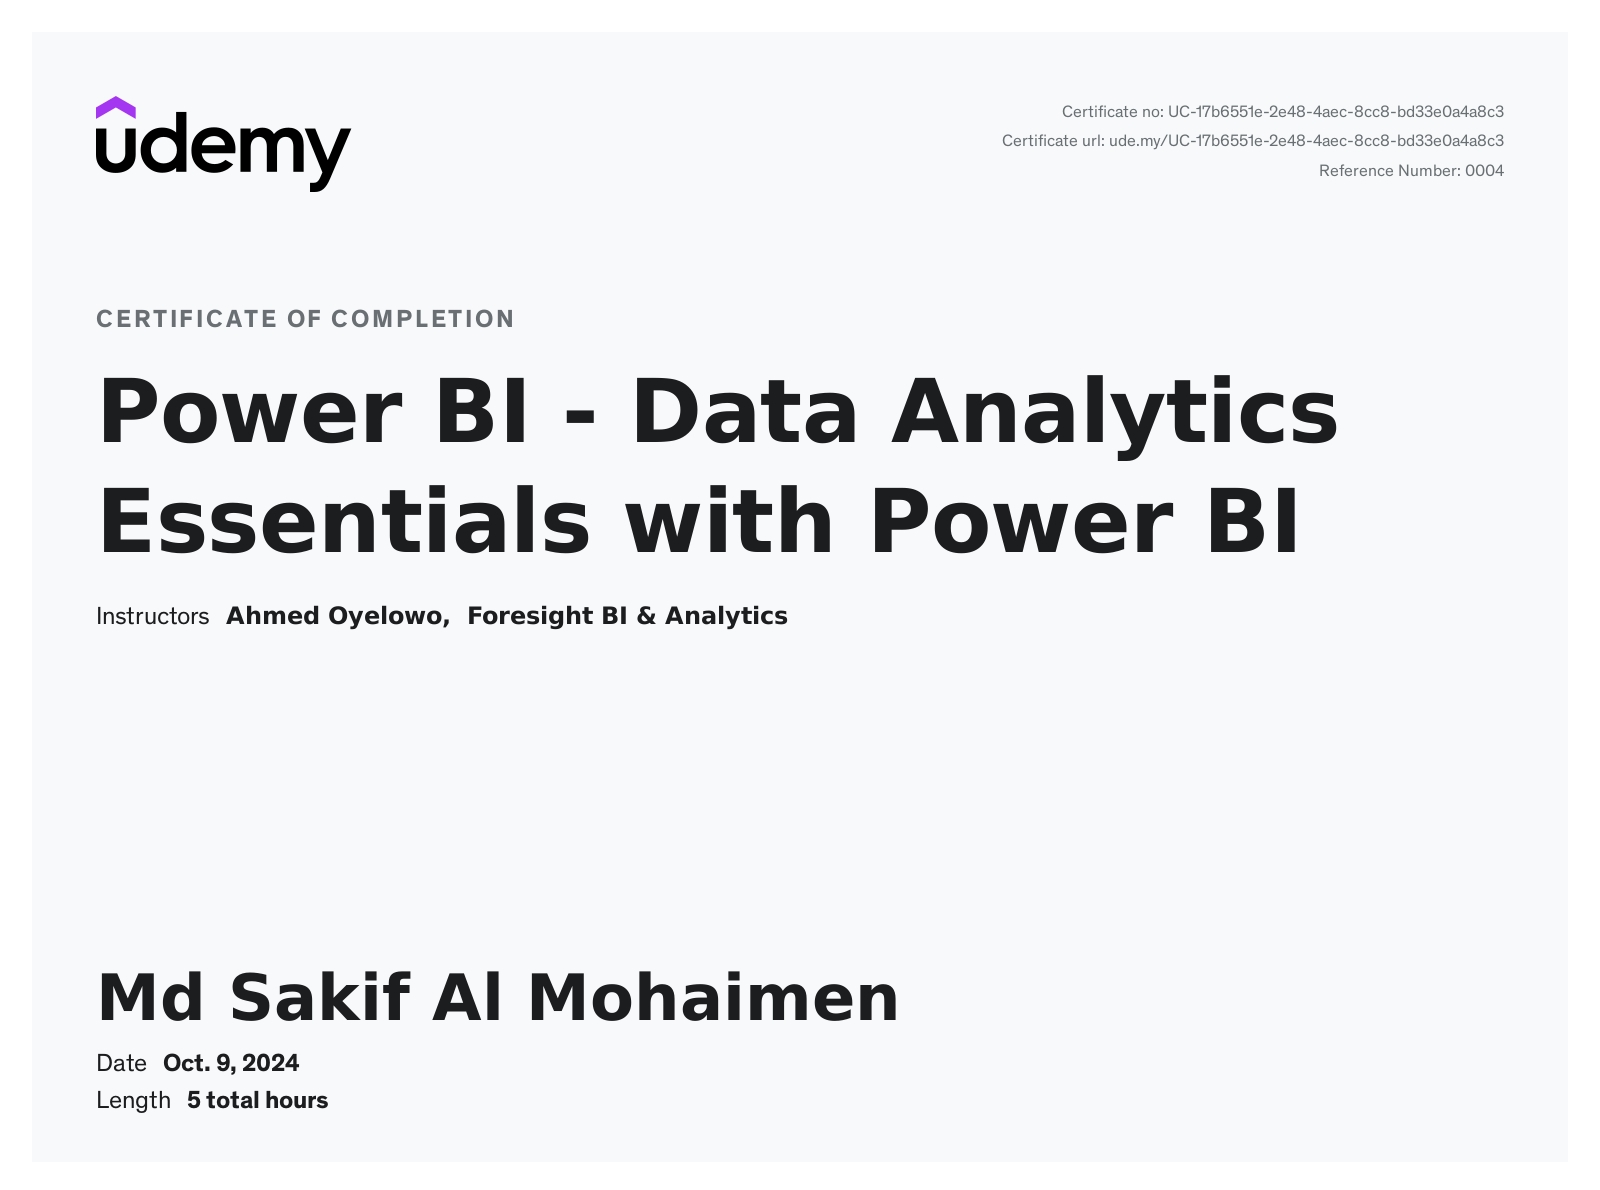 udemy
Certificate no: UC-17b6551e-2e48-4aec-8cc8-bd33e0a4a8c3
Certificate url: ude.my/UC-17b6551e-2e48-4aec-8cc8-bd33e0a4a8c3
Reference Number: 0004
CERTIFICATE OF COMPLETION
Power BI - Data Analytics
Essentials with Power BI
Instructors Ahmed Oyelowo, Foresight BI & Analytics
Md Sakif Al Mohaimen
Date Oct. 9, 2024
Length 5 total hours